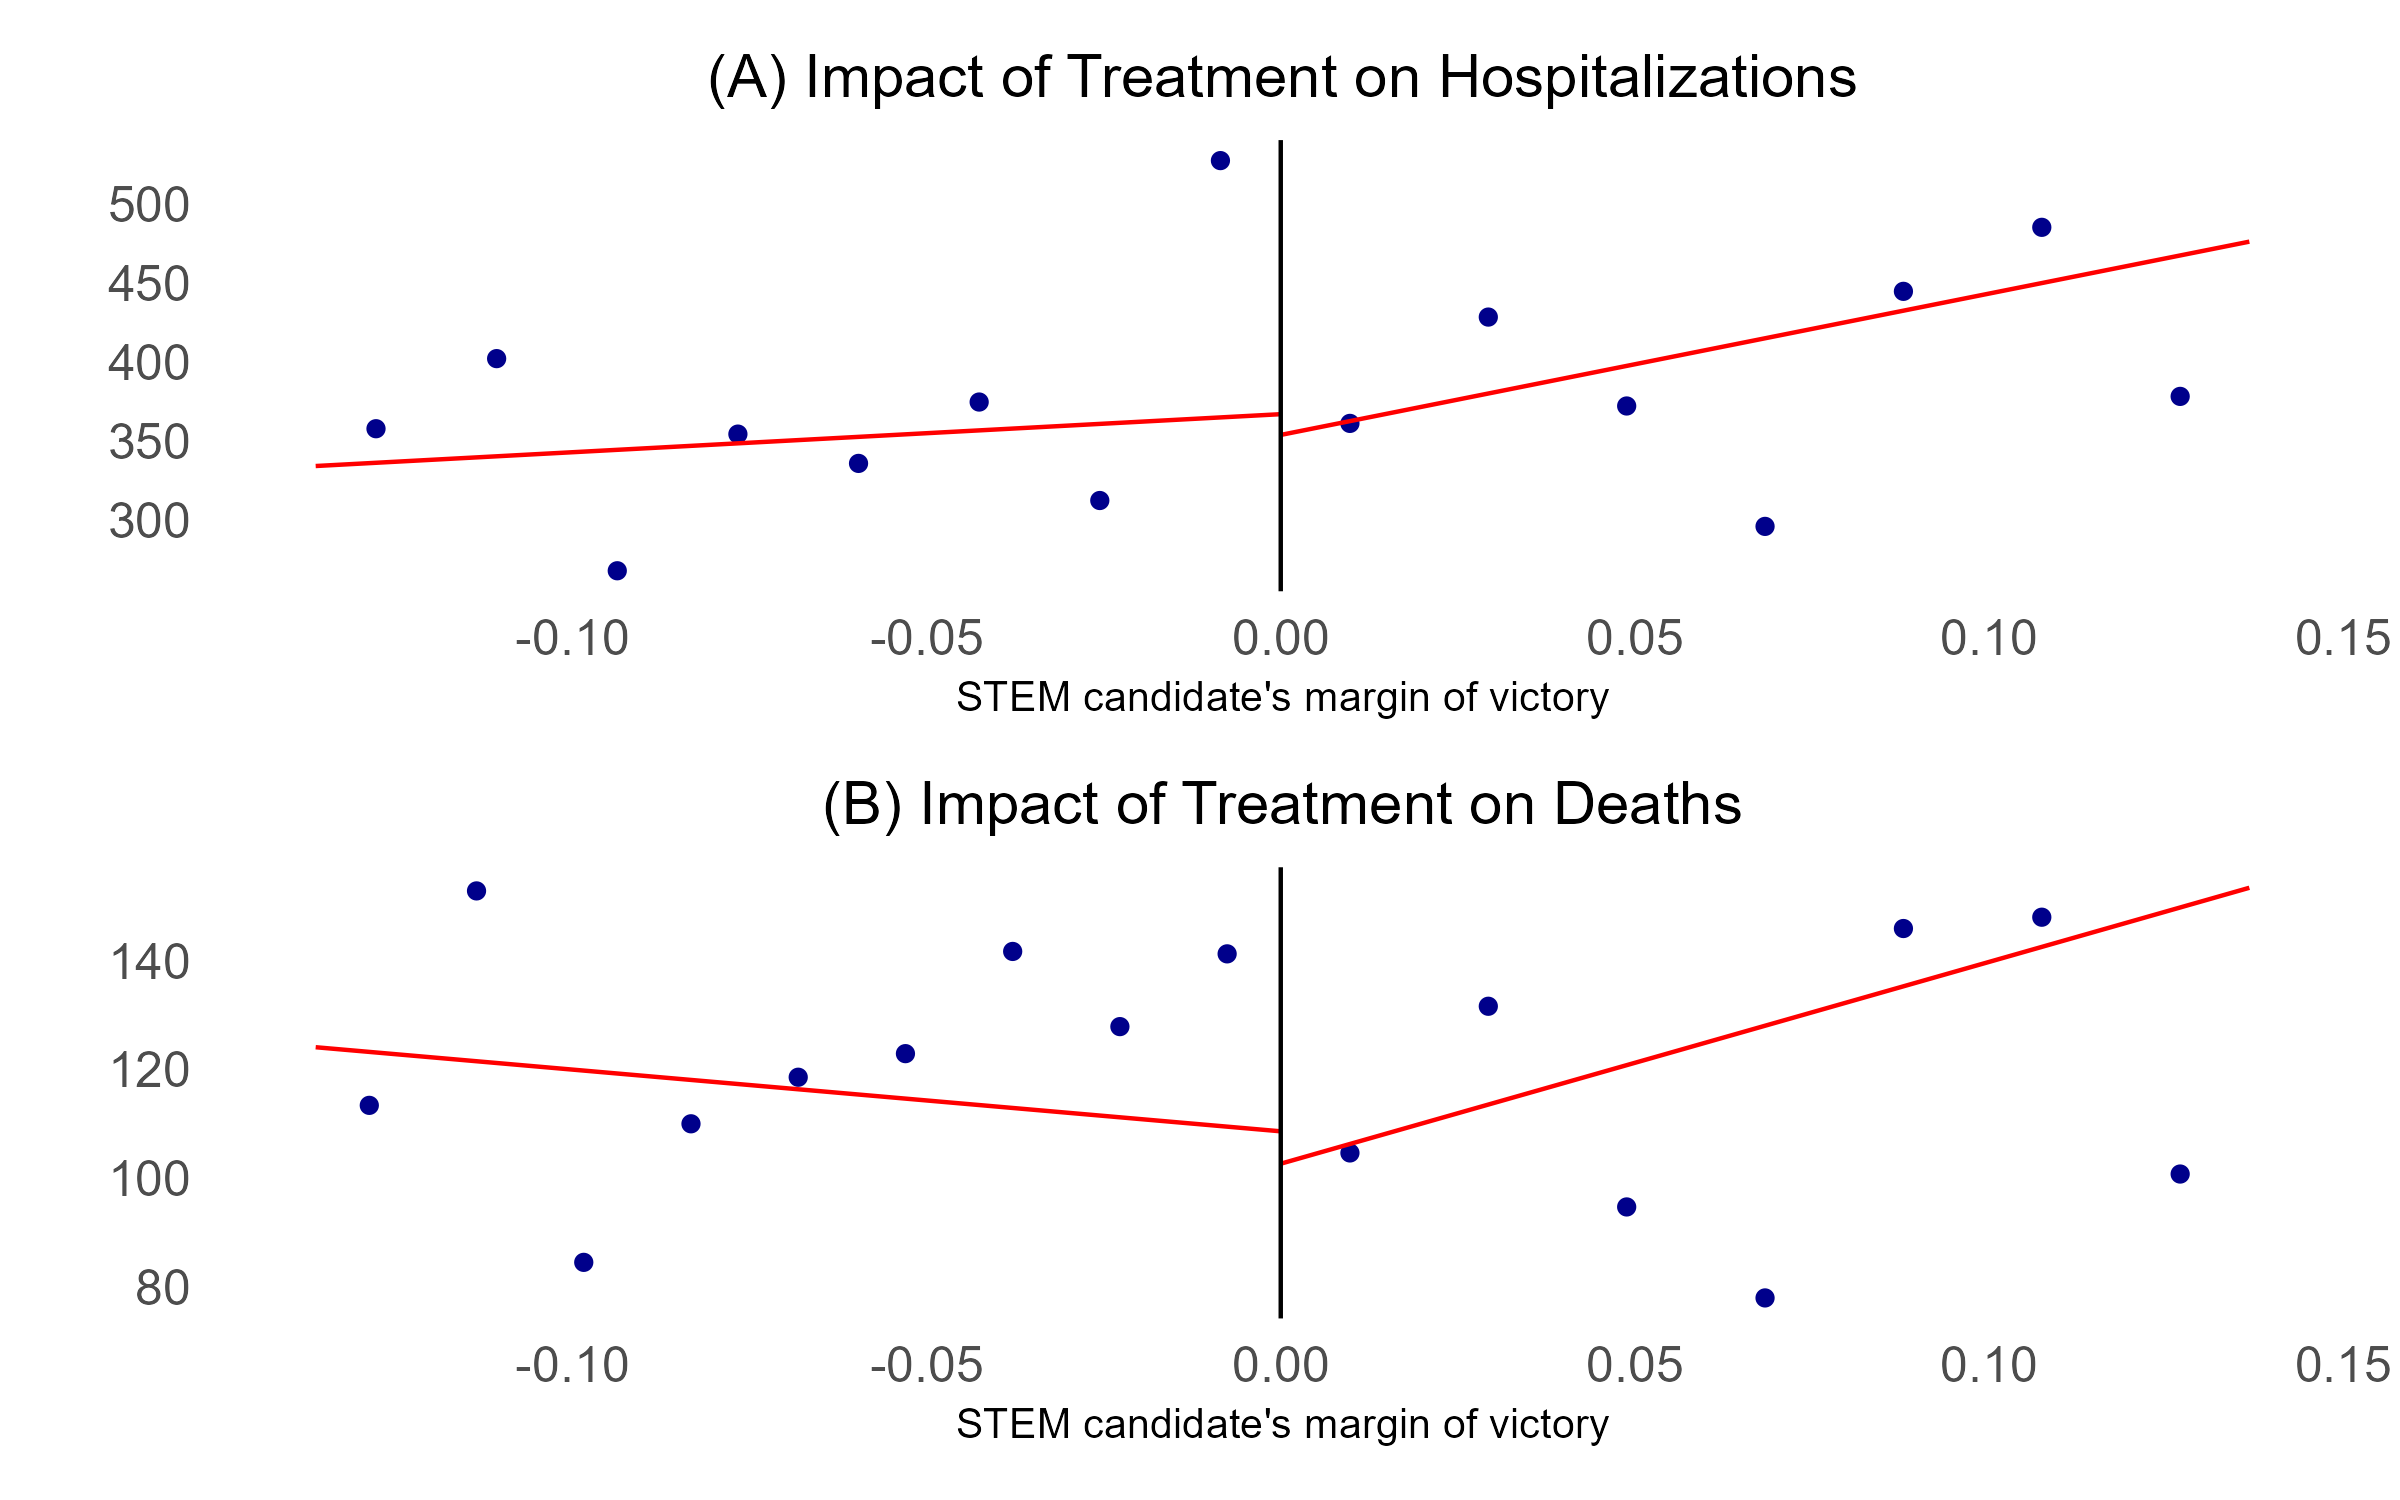 (A) Impact of Treatment on Hospitalizations
500
450
400
350
300
-0.10 -0.05 0.00 0.05 0.10 0.15
STEM candidate's margin of victory
(B) Impact of Treatment on Deaths
140
120
100
80
-0.10 -0.05 0.00 0.05 0.10 0.15
STEM candidate's margin of victory